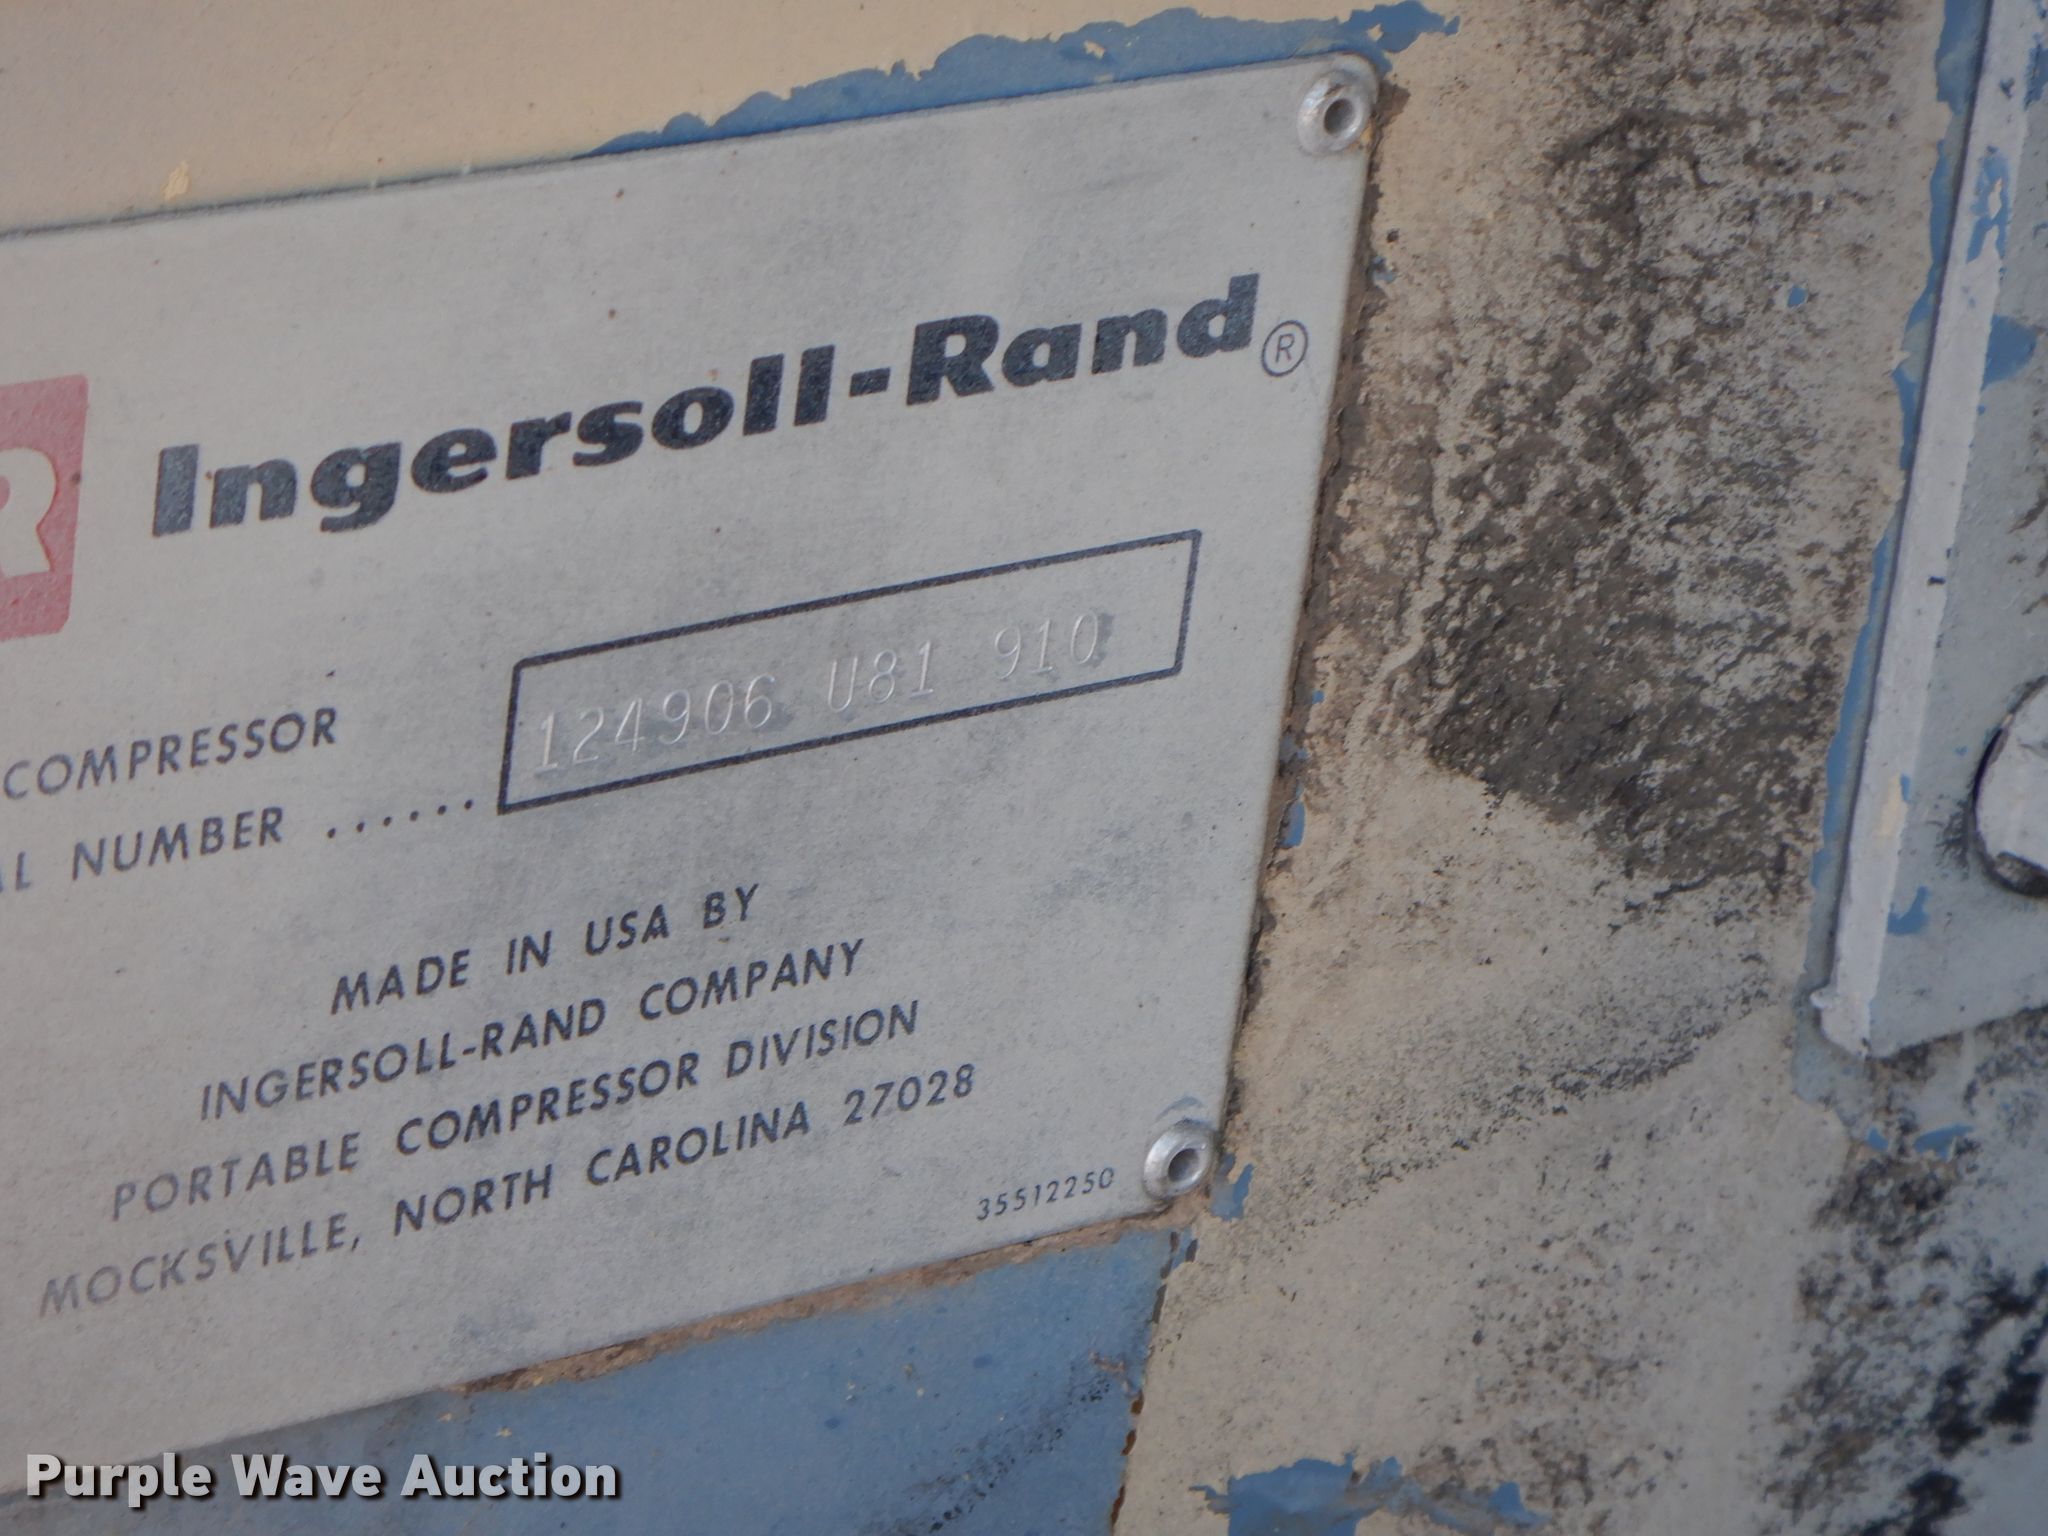 R Ingersoll-Rand®
COMPRESSOR
NUMBER ...... 124906 U81 910
MADE IN USA BY
INGERSOLL-RAND COMPANY
PORTABLE COMPRESSOR DIVISION
MOCKSVILLE, NORTH CAROLINA 27028
35512250
Purple Wave Auction